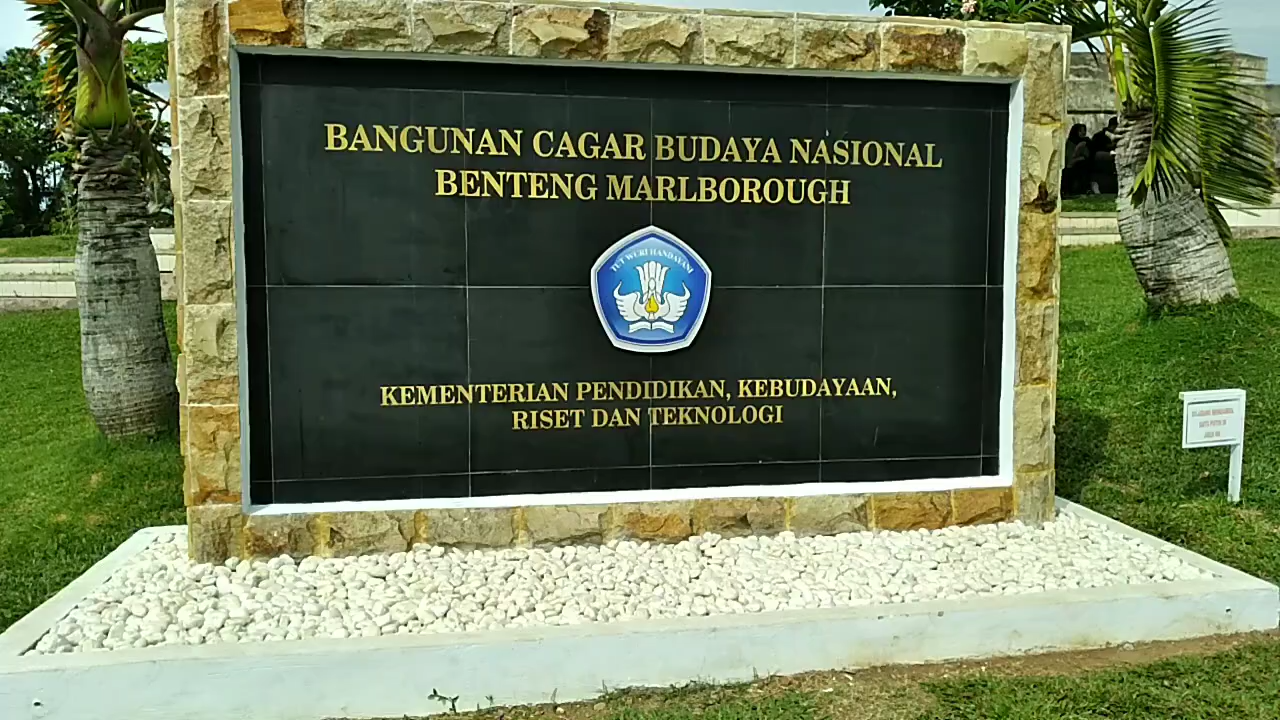 BANGUNAN CAGAR BUDAYA NASIONAL
BENTENG MARLBOROUGH
TUT WURI HANDAYANI
KEMENTERIAN PENDIDIKAN, KEBUDAYAAN,
RISET DAN TEKNOLOGI